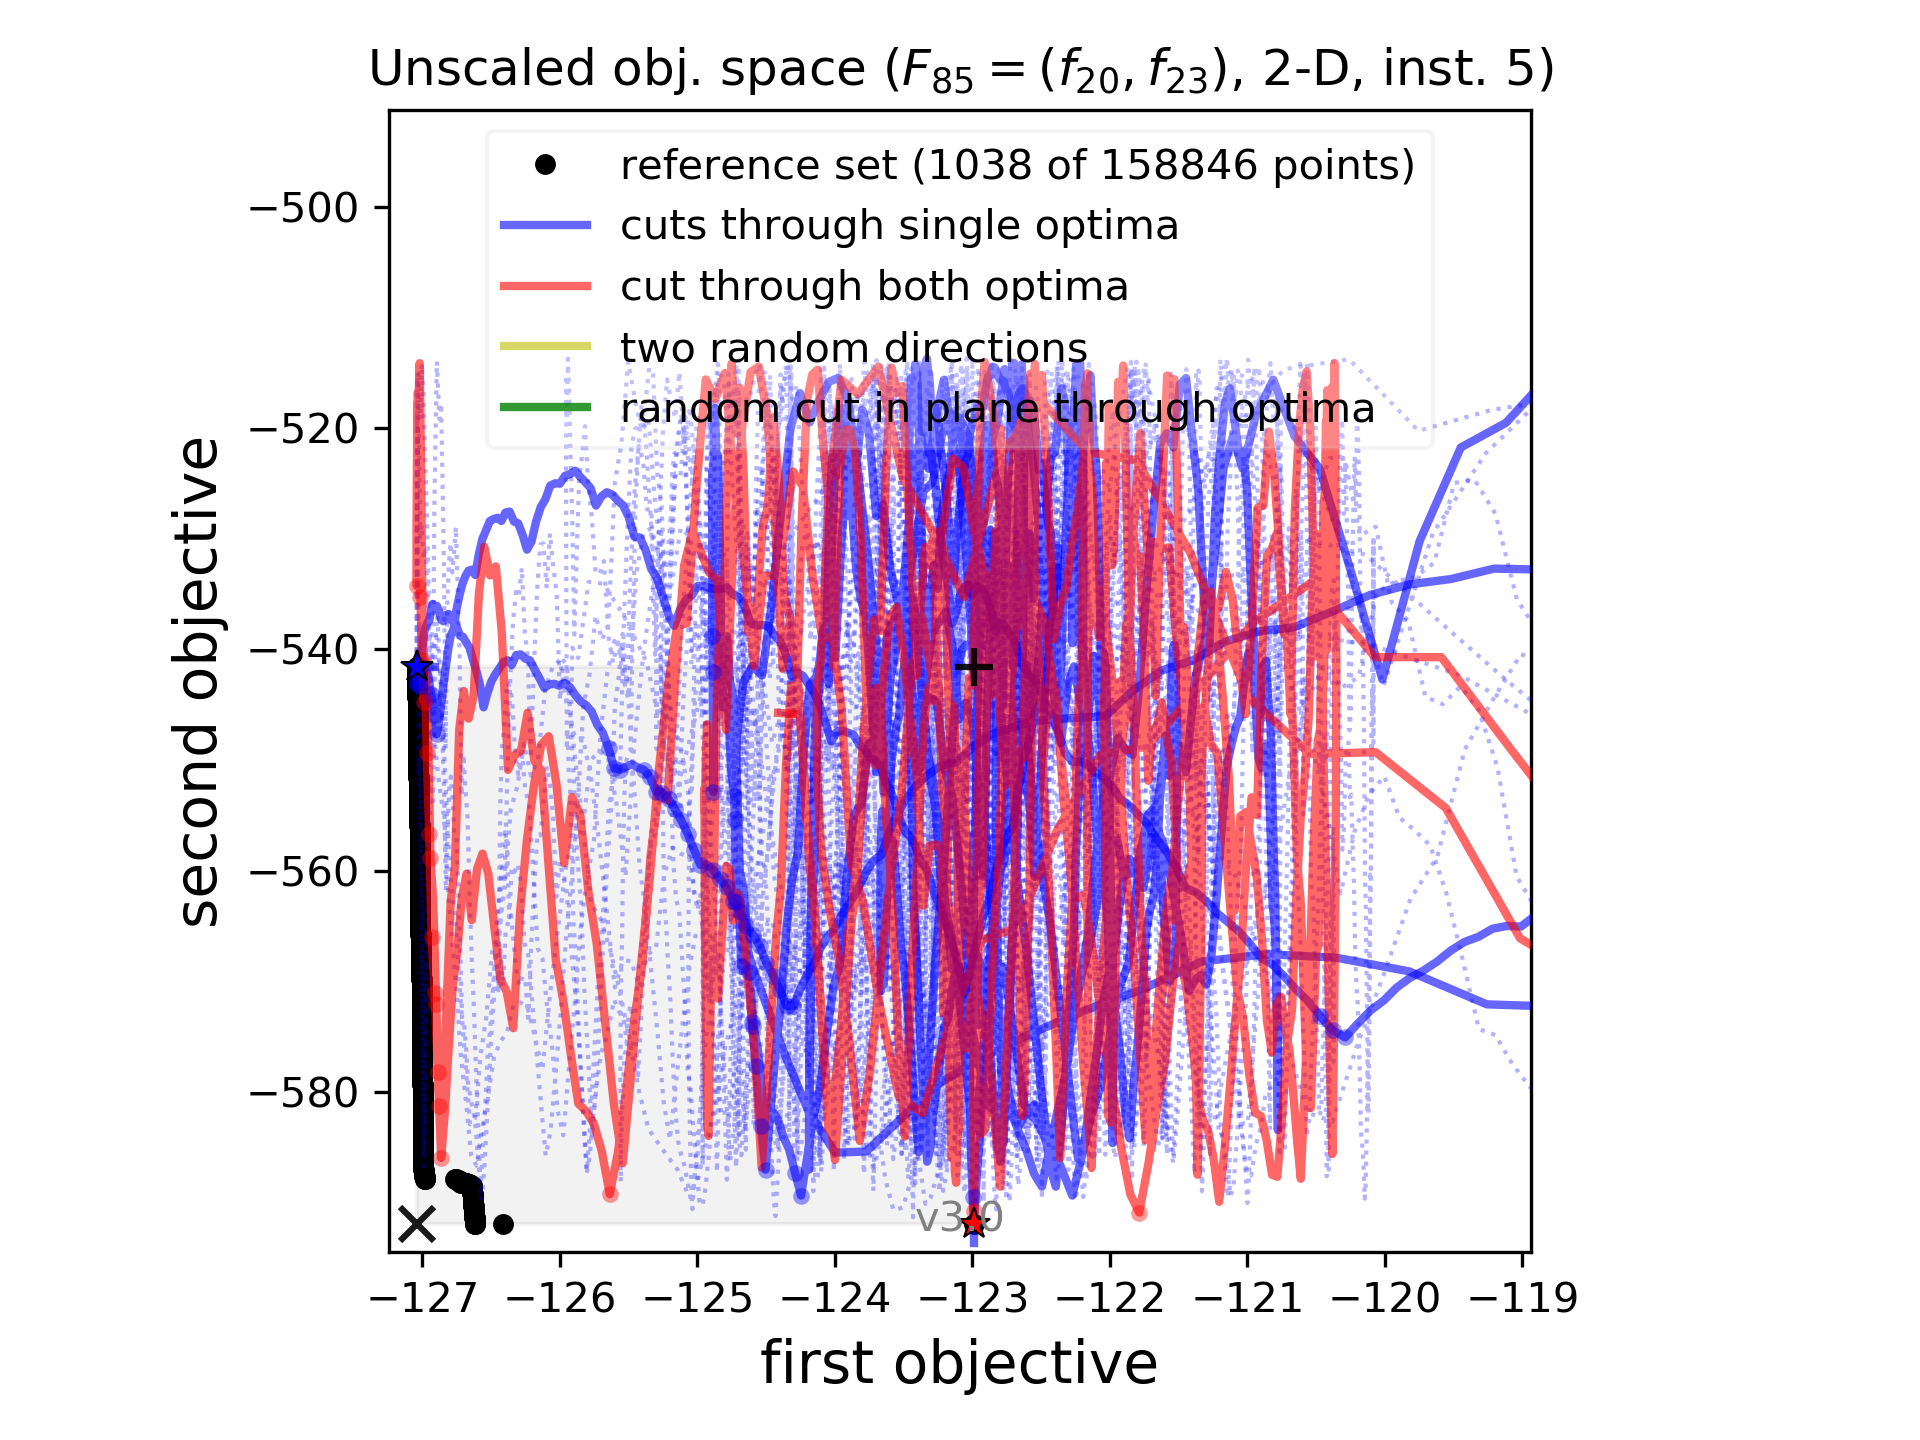 Unscaled obj. space (F85 = (f20, f23), 2-D, inst. 5)
reference set (1038 of 158846 points)
cuts through single optima
cut through both optima
two random directions
random cut in plane through optima
second objective
−500
−520
−540
−560
−580
v3.0
−127 −126 −125 −124 −123 −122 −121 −120 −119
first objective